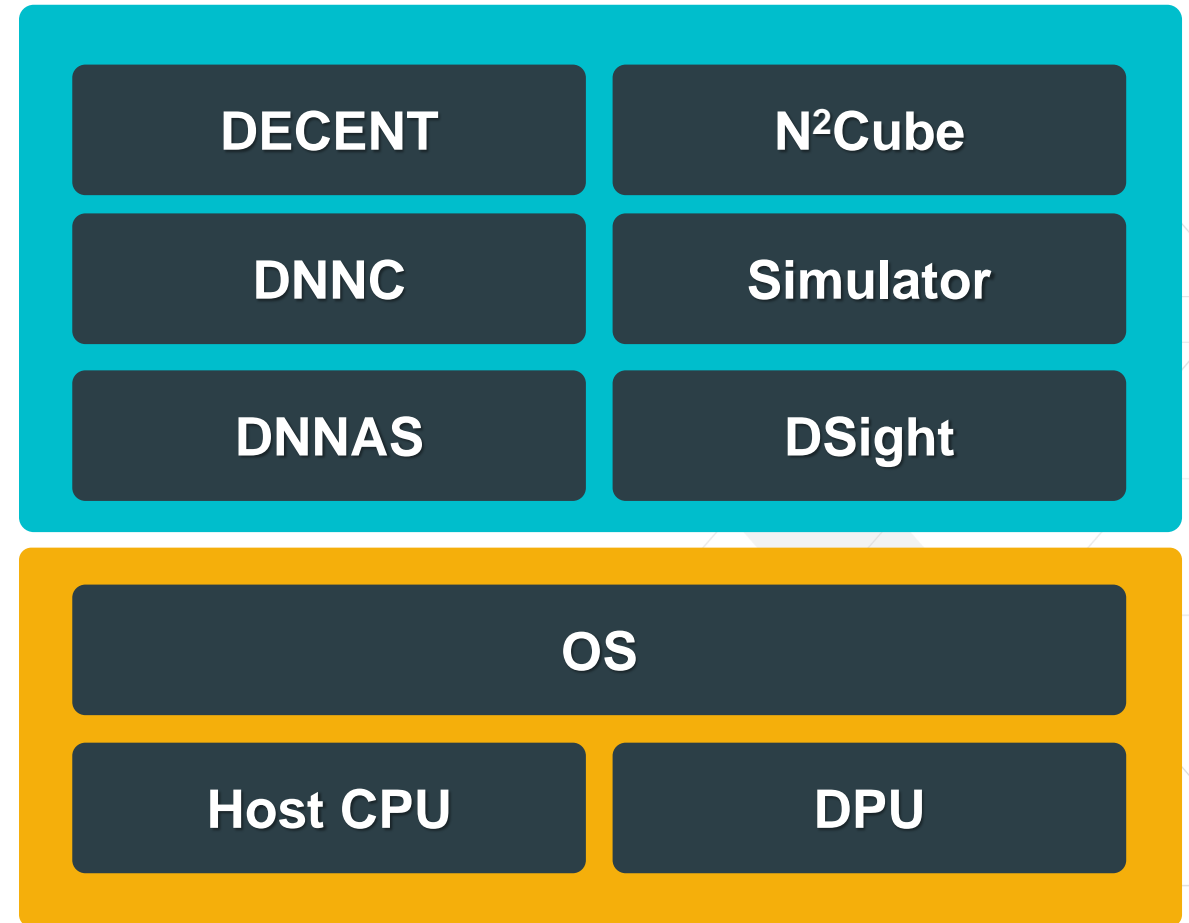 DECENT
N²Cube
DNNC
Simulator
DNNAS
DSight
OS
Host CPU
DPU